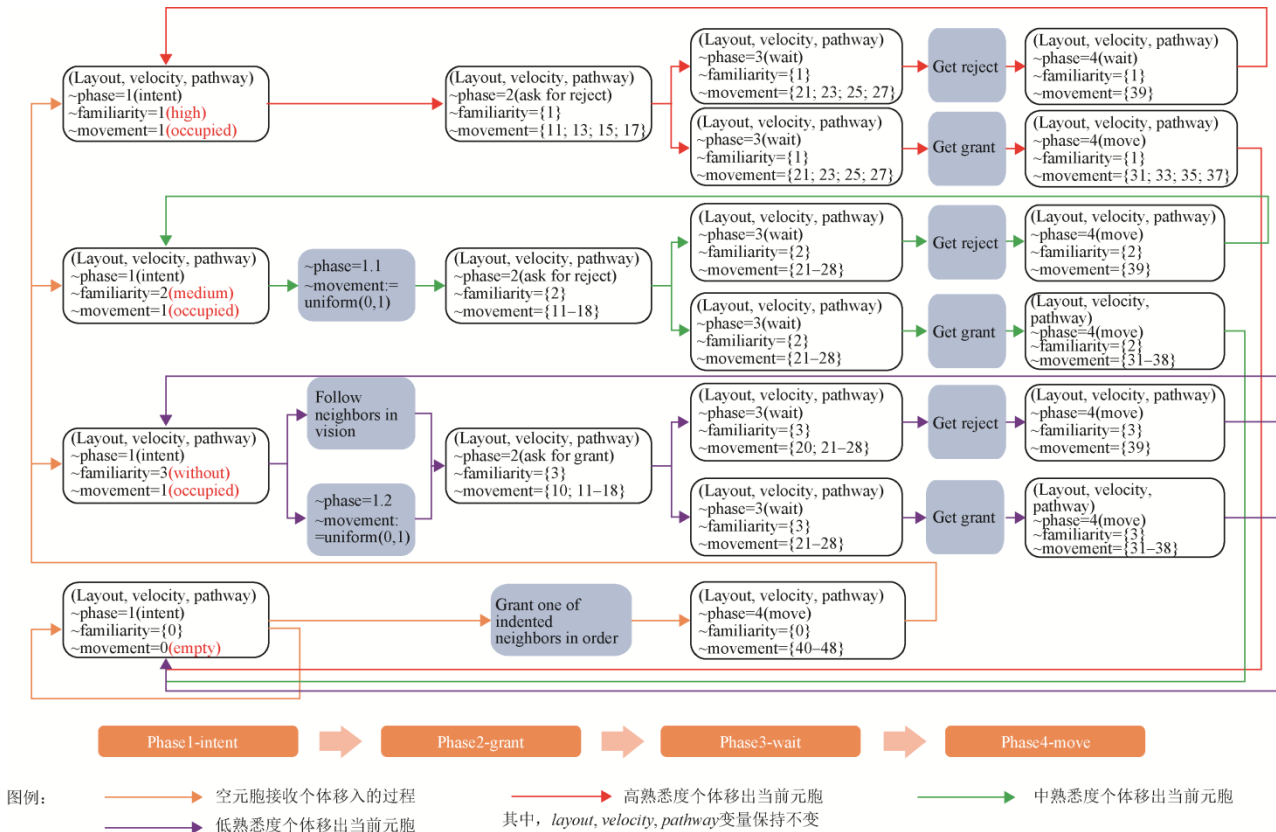 (Layout, velocity, pathway)
~phase=1(intent)
~familiarity=1(high)
~movement=1(occupied)
(Layout, velocity, pathway)
~phase=2(ask for reject)
~familiarity={1}
~movement={11; 13; 15; 17}
(Layout, velocity, pathway)
~phase=3(wait)
~familiarity={1}
~movement={21; 23; 25; 27}
Get reject
(Layout, velocity, pathway)
~phase=4(wait)
~familiarity={1}
~movement={39}
(Layout, velocity, pathway)
~phase=3(wait)
~familiarity={1}
~movement={21; 23; 25; 27}
Get grant
(Layout, velocity, pathway)
~phase=4(move)
~familiarity={1}
~movement={31; 33; 35; 37}
(Layout, velocity, pathway)
~phase=1(intent)
~familiarity=2(medium)
~movement=1(occupied)
~phase=1.1
~movement:=
uniform(0,1)
(Layout, velocity, pathway)
~phase=2(ask for reject)
~familiarity={2}
~movement={11–18}
(Layout, velocity, pathway)
~phase=3(wait)
~familiarity={2}
~movement={21–28}
Get reject
(Layout, velocity, pathway)
~phase=4(move)
~familiarity={2}
~movement={39}
(Layout, velocity, pathway)
~phase=3(wait)
~familiarity={2}
~movement={21–28}
Get grant
(Layout, velocity,
pathway)
~phase=4(move)
~familiarity={2}
~movement={31–38}
(Layout, velocity, pathway)
~phase=1(intent)
~familiarity=3(without)
~movement=1(occupied)
Follow
neighbors in
vision
~phase=1.2
~movement:
=uniform(0,1)
(Layout, velocity, pathway)
~phase=2(ask for grant)
~familiarity={3}
~movement={10; 11–18}
(Layout, velocity, pathway)
~phase=3(wait)
~familiarity={3}
~movement={20; 21–28}
Get reject
(Layout, velocity, pathway)
~phase=4(move)
~familiarity={3}
~movement={39}
(Layout, velocity, pathway)
~phase=3(wait)
~familiarity={3}
~movement={21–28}
Get grant
(Layout, velocity,
pathway)
~phase=4(move)
~familiarity={3}
~movement={31–38}
(Layout, velocity, pathway)
~phase=1(intent)
~familiarity={0}
~movement=0(empty)
Grant one of
indented
neighbors in order
(Layout, velocity, pathway)
~phase=4(move)
~familiarity={0}
~movement={40–48}
Phase1-intent
Phase2-grant
Phase3-wait
Phase4-move
图例：
空元胞接收个体移入的过程
高熟悉度个体移出当前元胞
中熟悉度个体移出当前元胞
低熟悉度个体移出当前元胞
其中，layout, velocity, pathway变量保持不变